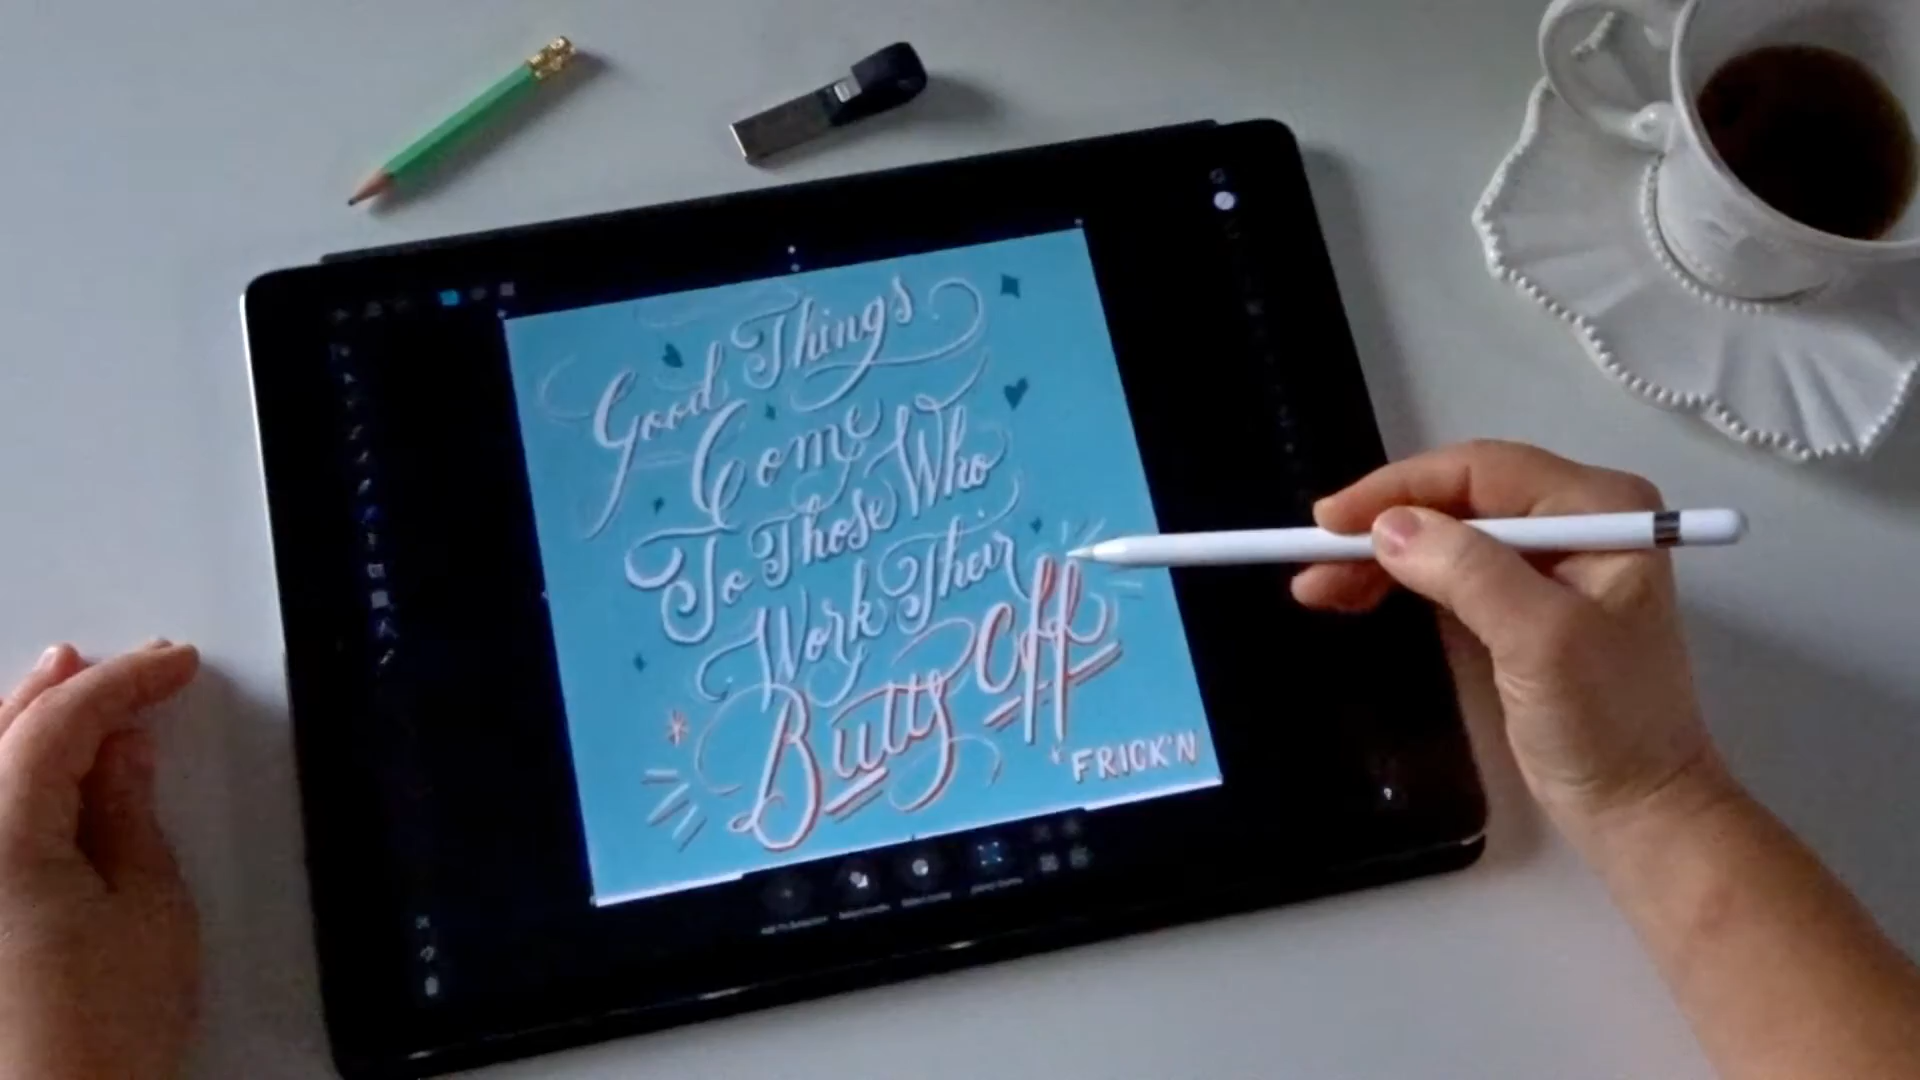 Good Things
Come
To Those Who
Work Their
Butts Off
*FRICK'N